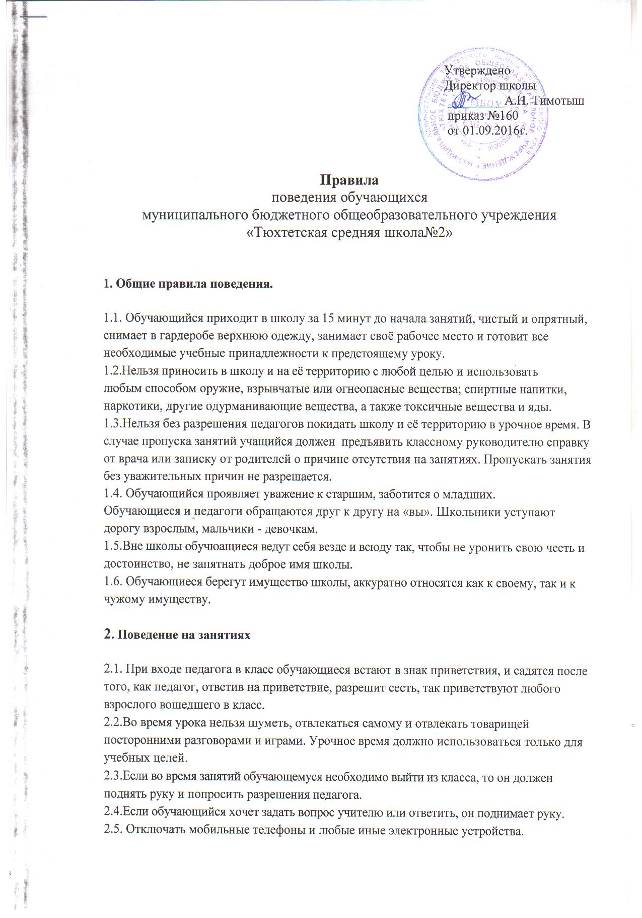 Утверждено
Директор школы
А.Н. Тимотыш
приказ №160
от 01.09.2016г.
Правила
поведения обучающихся
муниципального бюджетного общеобразовательного учреждения
«Тюхтетская средняя школа№2»
1. Общие правила поведения.
1.1. Обучающийся приходит в школу за 15 минут до начала занятий, чистый и опрятный,
снимает в гардеробе верхнюю одежду, занимает своё рабочее место и готовит все
необходимые учебные принадлежности к предстоящему уроку.
1.2.Нельзя приносить в школу и на её территорию с любой целью и использовать
любым способом оружие, взрывчатые или огнеопасные вещества; спиртные напитки,
наркотики, другие одурманивающие вещества, а также токсичные вещества и яды.
1.3.Нельзя без разрешения педагогов покидать школу и её территорию в урочное время. В
случае пропуска занятий учащийся должен предъявить классному руководителю справку
от врача или записку от родителей о причине отсутствия на занятиях. Пропускать занятия
без уважительных причин не разрешается.
1.4. Обучающийся проявляет уважение к старшим, заботится о младших.
Обучающиеся и педагоги обращаются друг к другу на «вы». Школьники уступают
дорогу взрослым, мальчики - девочкам.
1.5.Вне школы обучюащиеся ведут себя везде и всюду так, чтобы не уронить свою честь и
достоинство, не запятнать доброе имя школы.
1.6. Обучающиеся берегут имущество школы, аккуратно относятся как к своему, так и к
чужому имуществу.
2. Поведение на занятиях
2.1. При входе педагога в класс обучающиеся встают в знак приветствия, и садятся после
того, как педагог, ответив на приветствие, разрешит сесть, так приветствуют любого
взрослого вошедшего в класс.
2.2.Во время урока нельзя шуметь, отвлекаться самому и отвлекать товарищей
посторонними разговорами и играми. Урочное время должно использоваться только для
учебных целей.
2.3.Если во время занятий обучающемуся необходимо выйти из класса, то он должен
поднять руку и попросить разрешения педагога.
2.4.Если обучающийся хочет задать вопрос учителю или ответить, он поднимает руку.
2.5. Отключать мобильные телефоны и любые иные электронные устройства.